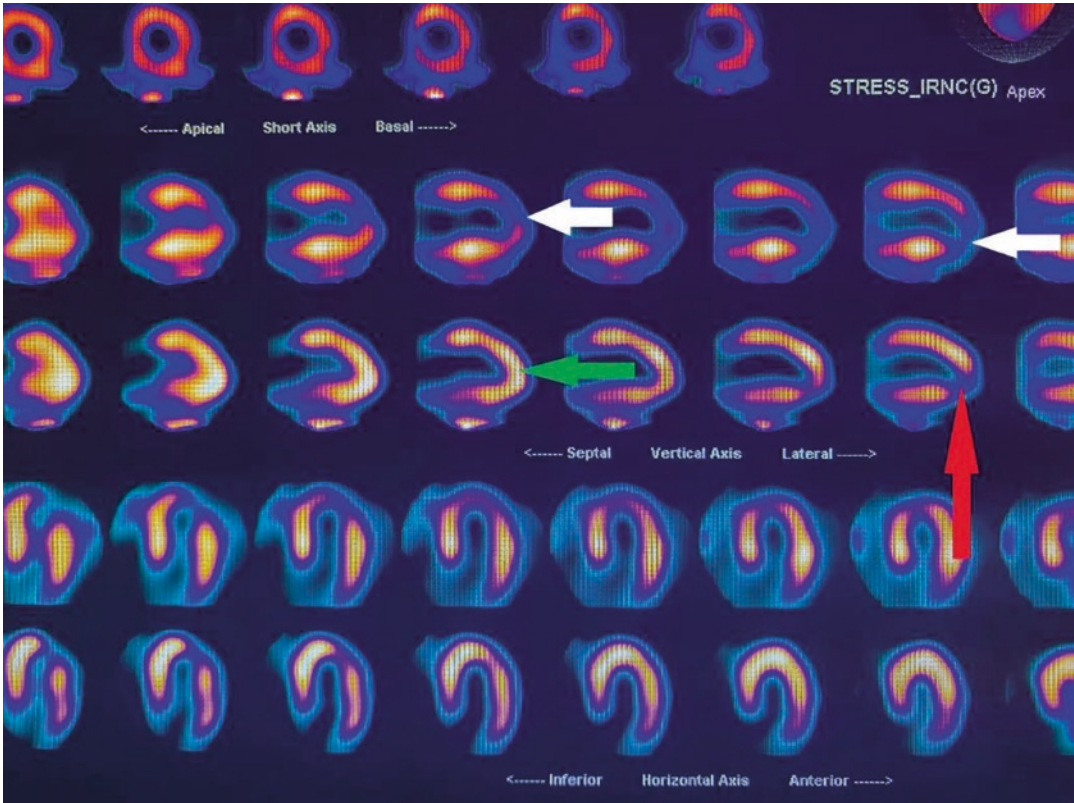 STRESS_IRNC(G) Apex
<------ Apical Short Axis Basal ------>
<------ Septal Vertical Axis Lateral ------>
<------ Inferior Horizontal Axis Anterior ------>